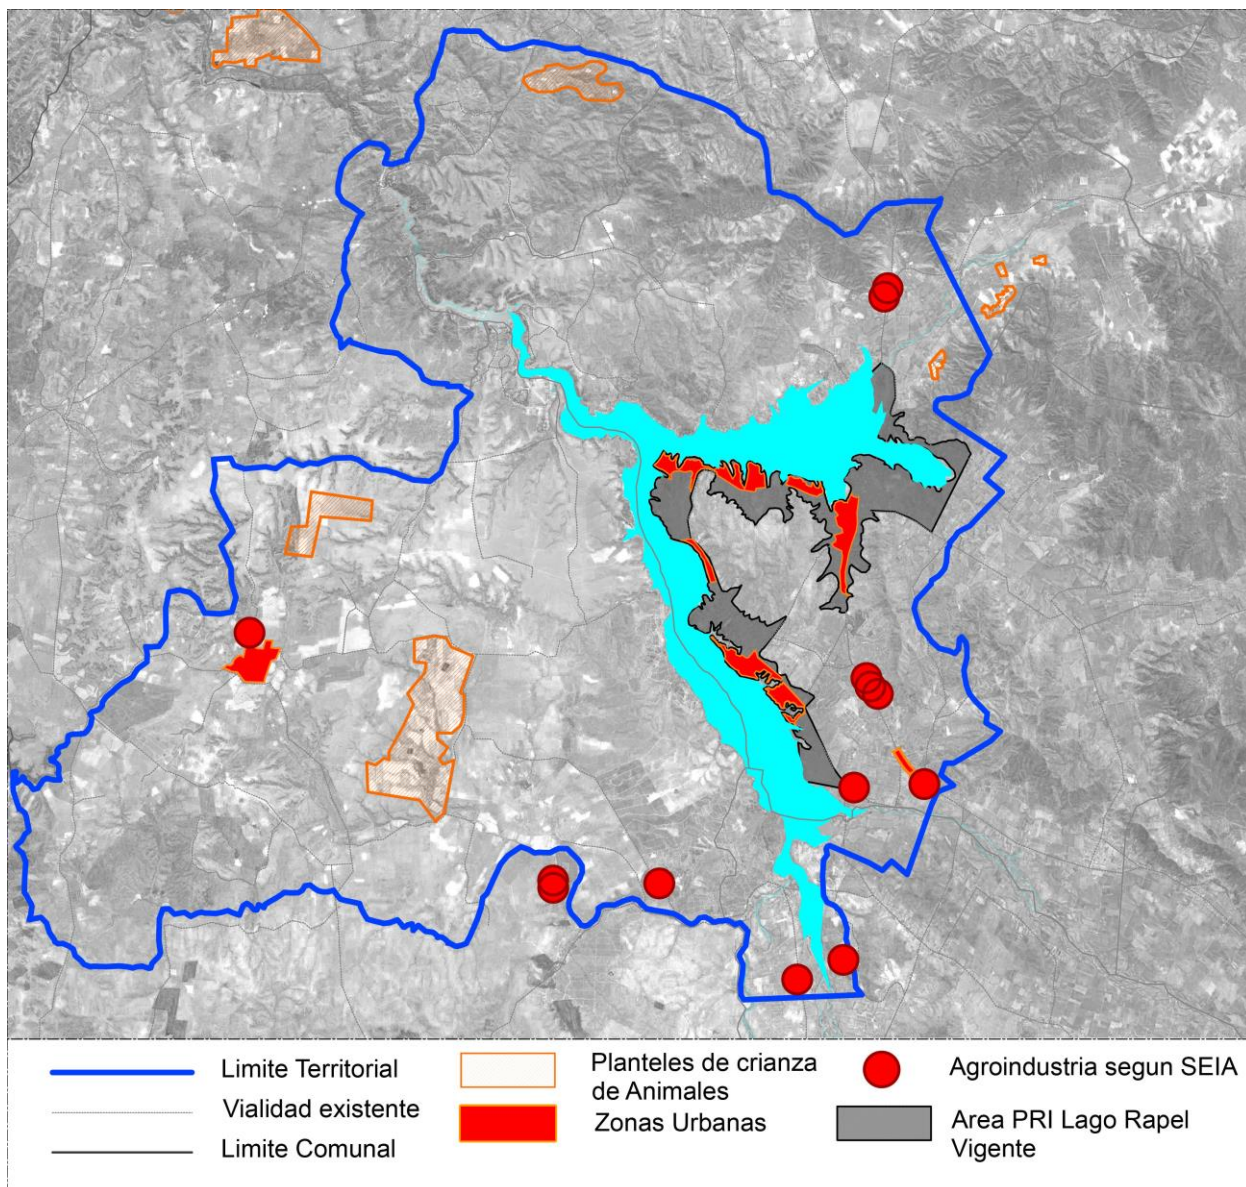 Limite Territorial
Vialidad existente
Limite Comunal
Planteles de crianza
de Animales
Zonas Urbanas
Agroindustria segun SEIA
Area PRI Lago Rapel
Vigente